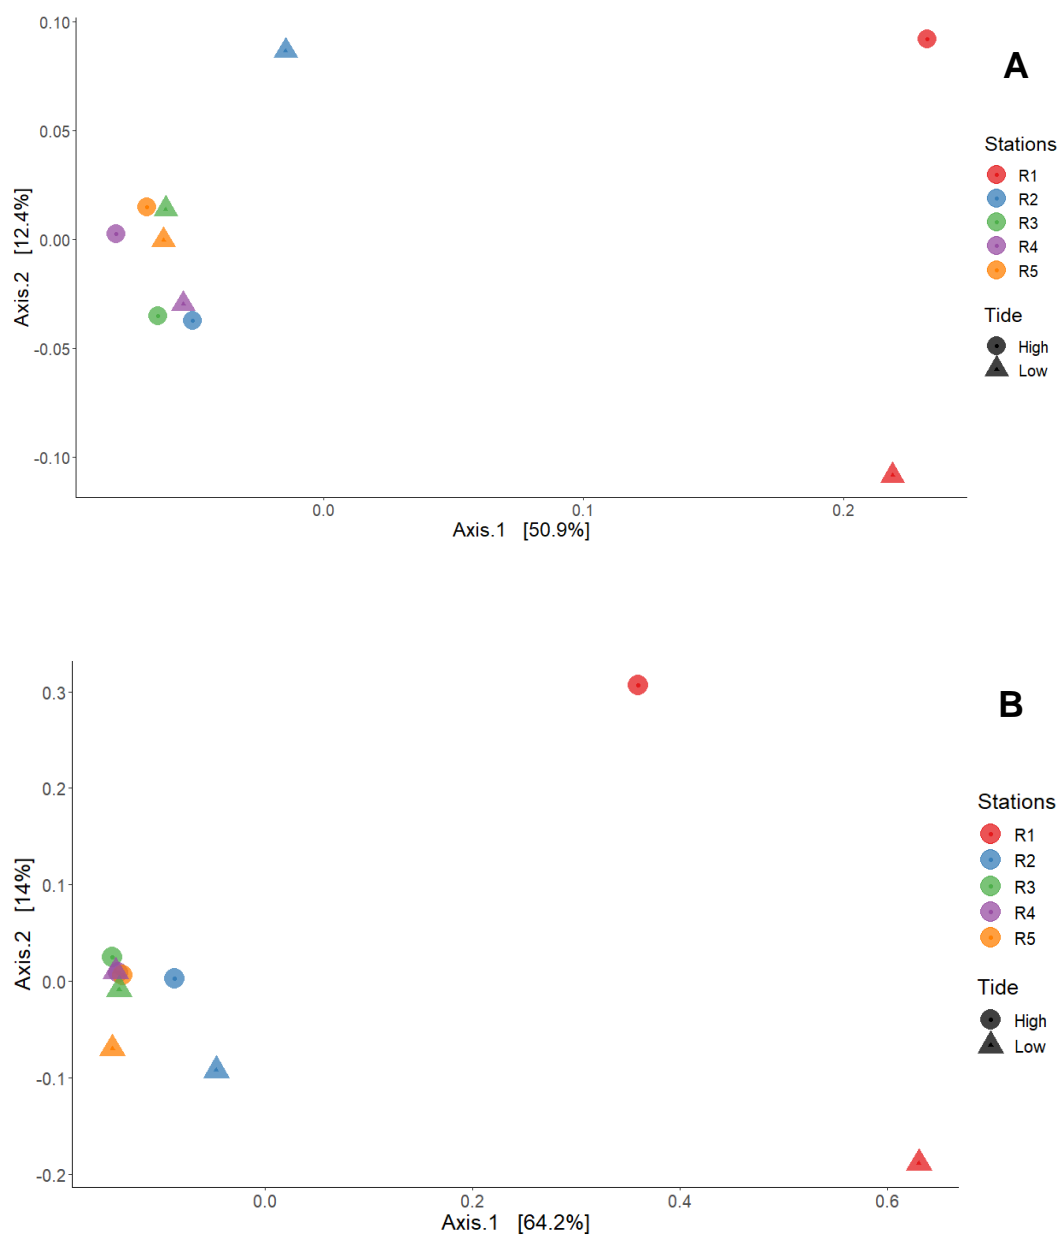 A
0.10
0.05
0.00
-0.05
-0.10
Axis.2 [12.4%]
0.0 0.1 0.2
Axis.1 [50.9%]
Stations
R1
R2
R3
R4
R5
Tide
High
Low
B
0.3
0.2
0.1
0.0
-0.1
-0.2
Axis.2 [14%]
0.0 0.2 0.4 0.6
Axis.1 [64.2%]
Stations
R1
R2
R3
R4
R5
Tide
High
Low